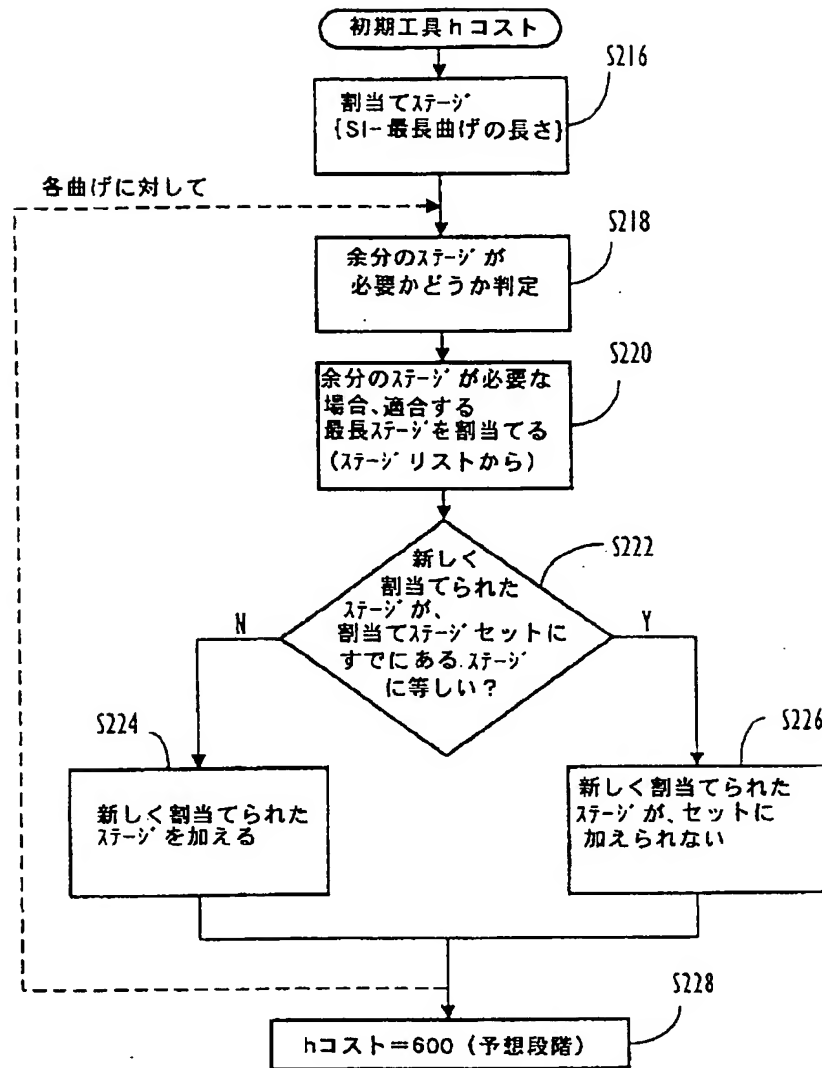 初期工具hコスト
S216
割当てｽﾃｰｼﾞ
{SI-最長曲げの長さ}
各曲げに対して
S218
余分のｽﾃｰｼﾞが
必要かどうか判定
S220
余分のｽﾃｰｼﾞが必要な
場合、適合する
最長ｽﾃｰｼﾞを割当てる
(ｽﾃｰｼﾞリストから)
S222
新しく
割当てられた
ｽﾃｰｼﾞが、
割当てｽﾃｰｼﾞセットに
すでにある.ｽﾃｰｼﾞ
に等しい?
N
Y
S224
S226
新しく割当てられた
ｽﾃｰｼﾞを加える
新しく割当てられた
ｽﾃｰｼﾞが、セットに
加えられない
S228
hコスト=600(予想段階)